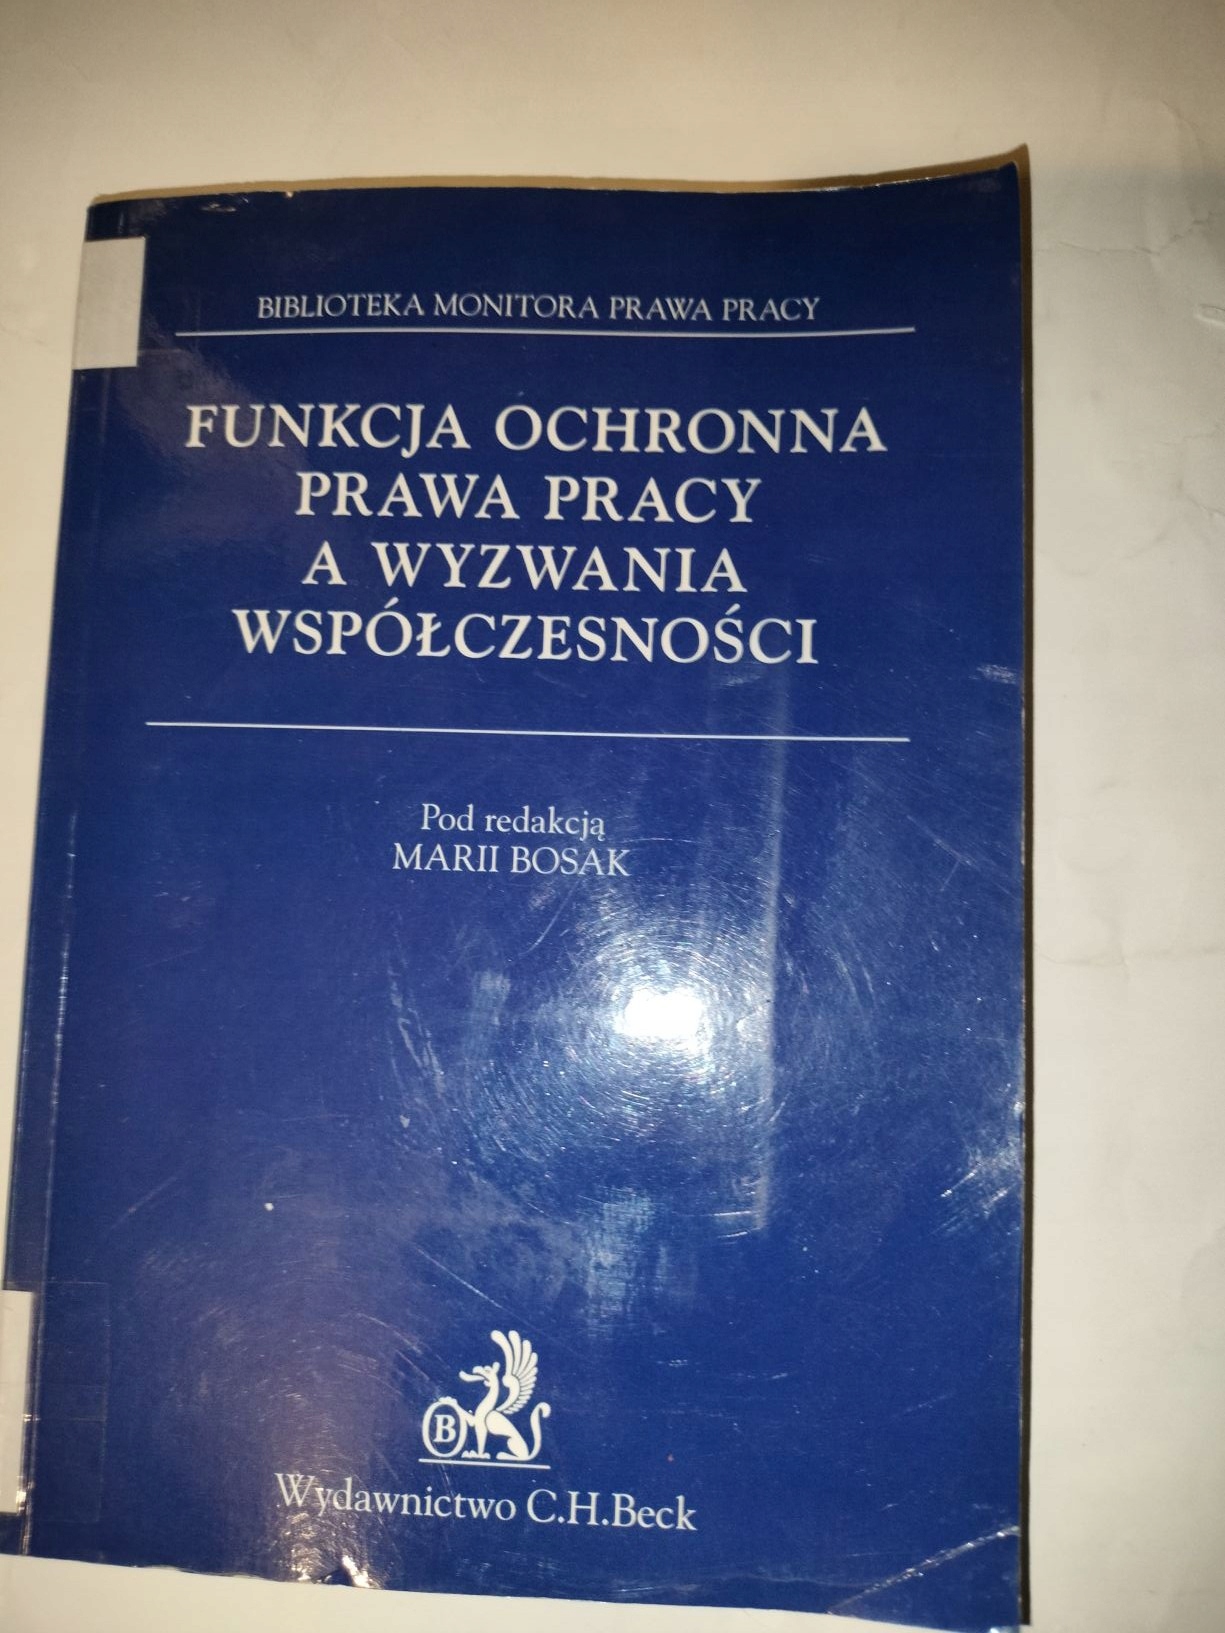 BIBLIOTEKA MONITORA PRAWA PRACY
FUNKCJA OCHRONNA
PRAWA PRACY
A WYZWANIA
WSPÓŁCZESNOŚCI
Pod redakcją
MARII BOSAK
B
Wydawnictwo C.H.Beck